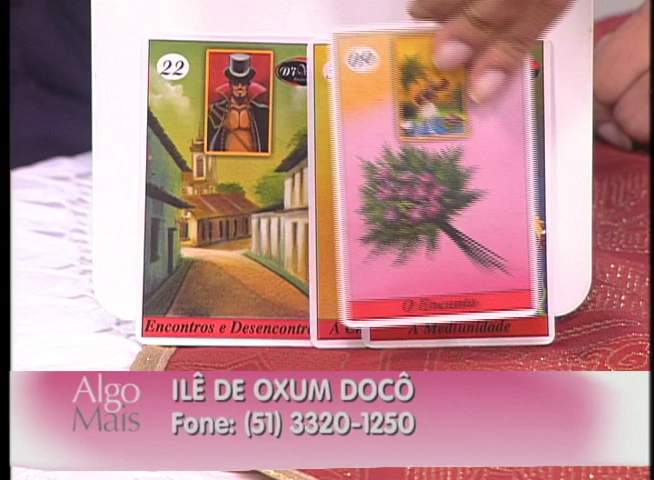 22
Encontros e Desencontr
A
O Encanto
A Mediunidade
Algo
Mais
ILÊ DE OXUM DOCÔ
Fone: (51) 3320-1250